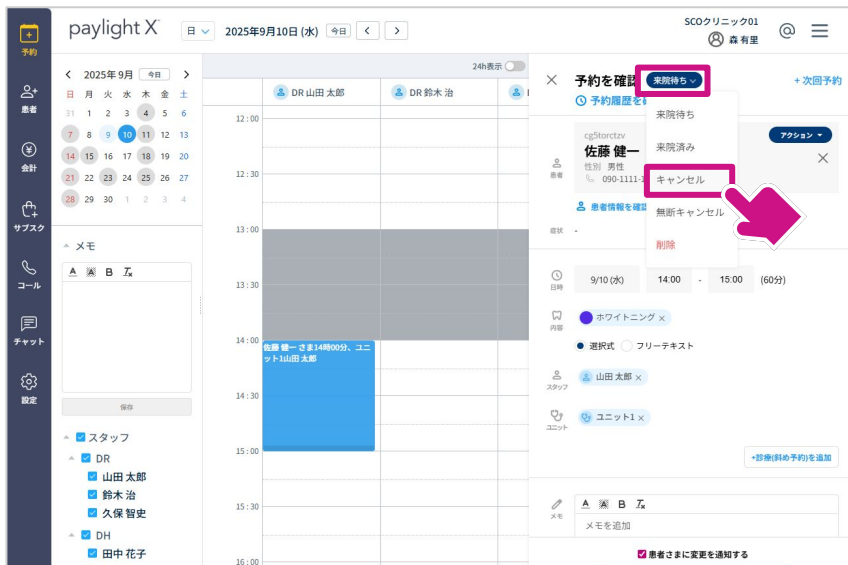 paylight X
日
2025年9月10日 (水)
今日
SCOクリニック01
森 有里
予約
患者
会計
サブスク
コール
チャット
設定
2025年 9月
今日
日 月 火 水 木 金 土
31 1 2 3 4 5 6
7 8 9 10 11 12 13
14 15 16 17 18 19 20
21 22 23 24 25 26 27
28 29 30 1 2 3 4
メモ
A A B Tx
保存
スタッフ
DR
山田 太郎
鈴木 治
久保 智史
DH
田中 花子
24h表示
DR 山田 太郎
DR 鈴木 治
12:00
12:30
13:00
13:30
14:00
14:30
15:00
15:30
16:00
佐藤 健一 さま14時00分、ユニ
ット1山田 太郎
予約を確認
来院待ち
+ 次回予約
予約履歴を
来院待ち
来院済み
キャンセル
無断キャンセル
削除
cg5torctzv
アクション
佐藤 健一
性別 男性
090-1111-1
患者
患者情報を確認
症状 -
日時
9/10 (水)
14:00 - 15:00 (60分)
内容
ホワイトニング ×
選択式 フリーテキスト
スタッフ
山田 太郎 ×
ユニット
ユニット1 ×
+診療(斜め予約)を追加
メモ
A A B Tx
メモを追加
患者さまに変更を通知する